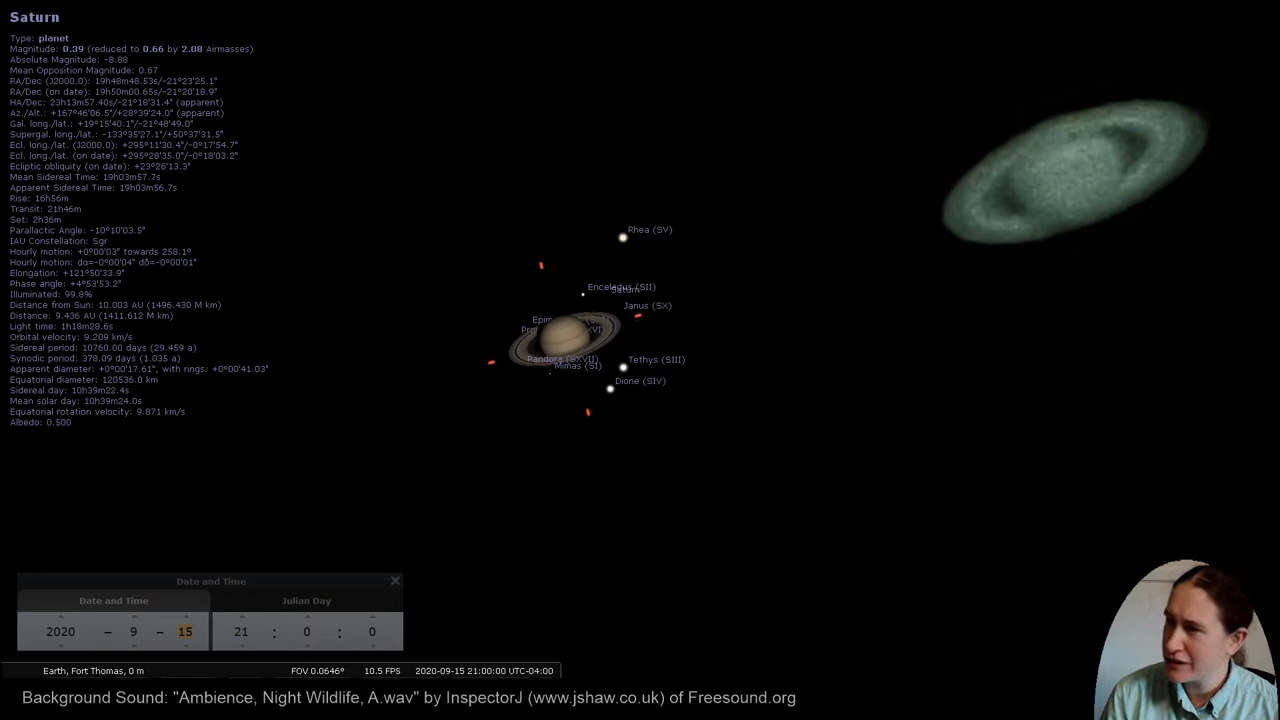 Saturn
Type: planet
Magnitude: 0.39 (reduced to 0.66 by 2.08 Airmasses)
Absolute Magnitude: -8.88
Mean Opposition Magnitude: 0.67
RA/Dec (J2000.0): 19h48m48.53s/-21°23'25.1"
RA/Dec (on date): 19h50m00.65s/-21°20'18.9"
HA/Dec: 23h13m57.40s/-21°18'31.4" (apparent)
Az./Alt.: +167°46'06.5"/+28°39'24.0" (apparent)
Gal. long./lat.: +19°15'40.1"/-21°48'49.0"
Supergal. long./lat.: -133°35'27.1"/+50°37'31.5"
Ecl. long./lat. (J2000.0): +295°11'30.4"/-0°17'54.7"
Ecl. long./lat. (on date): +295°28'35.0"/-0°18'03.2"
Ecliptic obliquity (on date): +23°26'13.3"
Mean Sidereal Time: 19h03m57.7s
Apparent Sidereal Time: 19h03m56.7s
Rise: 16h56m
Transit: 21h46m
Set: 2h36m
Parallactic Angle: -10°10'03.5"
IAU Constellation: Sgr
Hourly motion: +0°00'03" towards 258.1°
Hourly motion: dα=-0°00'04" dδ=-0°00'01"
Elongation: +121°50'33.9"
Phase angle: +4°53'53.2"
Illuminated: 99.8%
Distance from Sun: 10.003 AU (1496.430 M km)
Distance: 9.436 AU (1411.612 M km)
Light time: 1h18m28.6s
Orbital velocity: 9.209 km/s
Sidereal period: 10760.00 days (29.459 a)
Synodic period: 378.09 days (1.035 a)
Apparent diameter: +0°00'17.61", with rings: +0°00'41.03"
Equatorial diameter: 120536.0 km
Sidereal day: 10h39m22.4s
Mean solar day: 10h39m24.0s
Equatorial rotation velocity: 9.871 km/s
Albedo: 0.500
Rhea (SV)
Enceladus (SII)
Saturn
Janus (SX)
Pandora (SXVII)
Mimas (SI)
Tethys (SIII)
Dione (SIV)
Date and Time
Date and Time Julian Day
2020 - 9 - 15 21 : 0 : 0
Earth, Fort Thomas, 0 m FOV 0.0646° 10.5 FPS 2020-09-15 21:00:00 UTC-04:00
Background Sound: "Ambience, Night Wildlife, A.wav" by InspectorJ (www.jshaw.co.uk) of Freesound.org